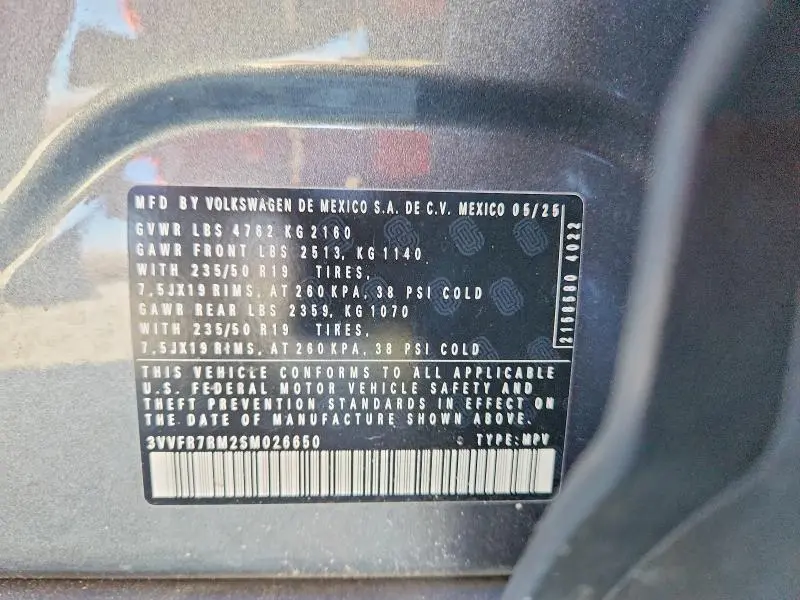 MFD BY VOLKSWAGEN DE MEXICO S.A. DE C.V. MEXICO 05/25
GVWR LBS 4762 KG 2160
GAWR FRONT LBS 2513, KG 1140
WITH 235/50 R19 TIRES,
7,5JX19 RIMS, AT 260 KPA, 38 PSI COLD
GAWR REAR LBS 2359, KG 1070
WITH 235/50 R19 TIRES,
7,5JX19 RIMS, AT 260 KPA, 38 PSI COLD
2158680 4022
THIS VEHICLE CONFORMS TO ALL APPLICABLE
U.S. FEDERAL MOTOR VEHICLE SAFETY AND
THEFT PREVENTION STANDARDS IN EFFECT ON
THE DATE OF MANUFACTURE SHOWN ABOVE.
3VVFR7RM2SM026650 TYPE:MPV